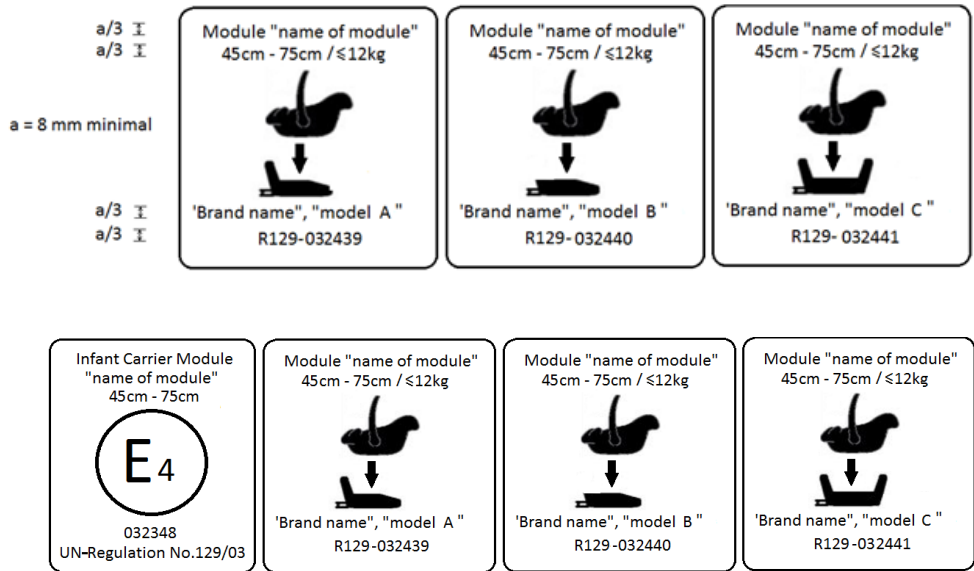 a/3
a/3
a = 8 mm minimal
a/3
a/3
Module "name of module"
45cm - 75cm / ≤12kg
'Brand name", "model A "
R129-032439
Module "name of module"
45cm - 75cm / ≤12kg
'Brand name", "model B "
R129- 032440
Module "name of module"
45cm - 75cm / ≤12kg
'Brand name", "model C "
R129-032441
Infant Carrier Module
"name of module"
45cm - 75cm
E4
032348
UN-Regulation No.129/03
Module "name of module"
45cm - 75cm / ≤12kg
'Brand name", "model A "
R129-032439
Module "name of module"
45cm - 75cm / ≤12kg
'Brand name", "model B "
R129-032440
Module "name of module"
45cm - 75cm / ≤12kg
'Brand name", "model C "
R129-032441